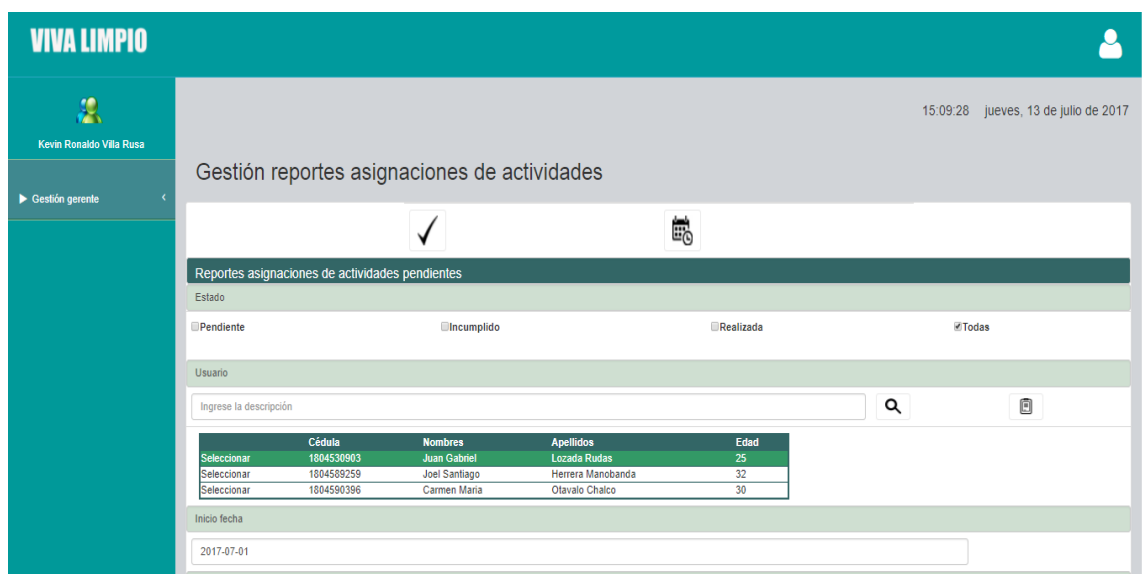 VIVA LIMPIO
Kevin Ronaldo Villa Rusa
Gestión gerente
15:09:28 jueves, 13 de julio de 2017
Gestión reportes asignaciones de actividades
Reportes asignaciones de actividades pendientes
Estado
Pendiente Incumplido Realizada Todas
Usuario
Ingrese la descripción
Cédula Nombres Apellidos Edad
Seleccionar 1804530903 Juan Gabriel Lozada Rudas 25
Seleccionar 1804589259 Joel Santiago Herrera Manobanda 32
Seleccionar 1804590396 Carmen Maria Otavalo Chalco 30
Inicio fecha
2017-07-01